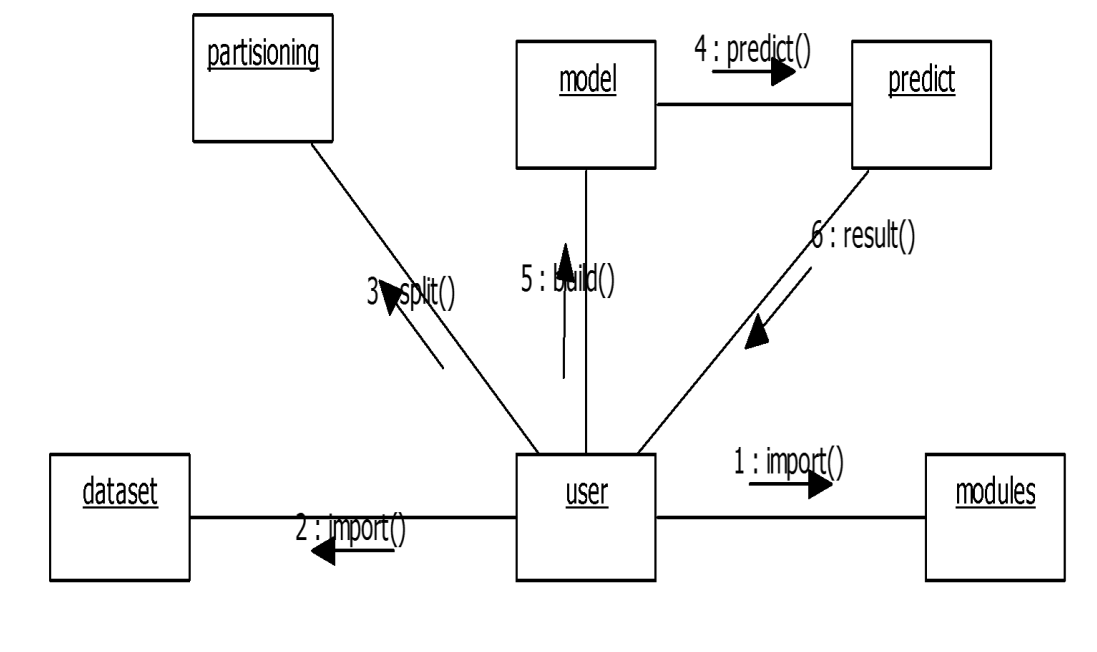 partisioning
model
4 : predict()
predict
6 : result()
3 : split()
5 : build()
dataset
2 : import()
user
1 : import()
modules